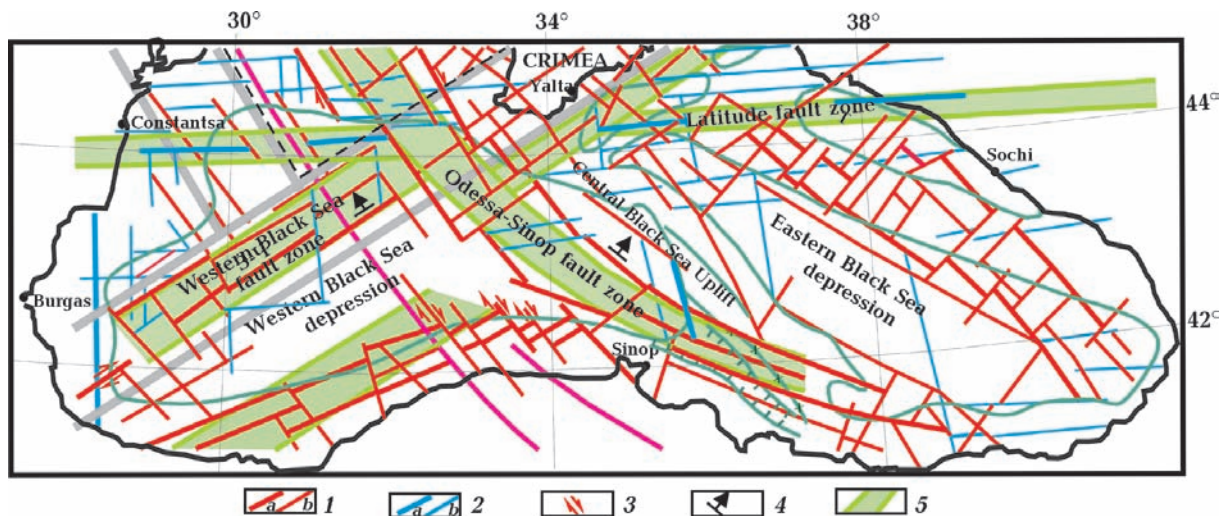 30°
34°
38°
CRIMEA
Yalta
44°
Constantsa
Latitude fault zone
Sochi
Central Black Sea Uplift
Odessa-Sinop fault zone
Western Black Sea
fault zone
Western Black Sea
depression
Eastern Black Sea
depression
Burgas
42°
Sinop
a b 1
a b 2
3
4
5